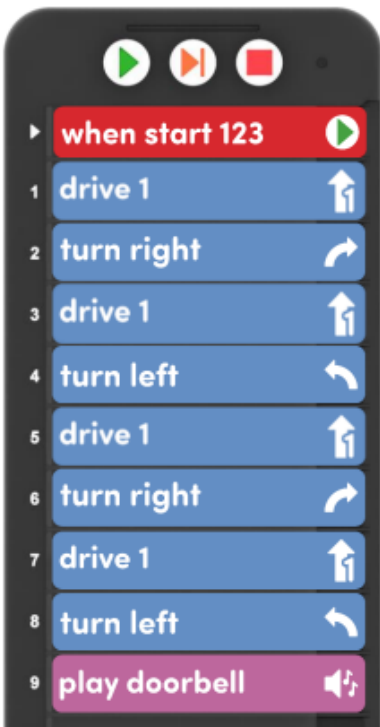 when start 123
1 drive 1
2 turn right
3 drive 1
4 turn left
5 drive 1
6 turn right
7 drive 1
8 turn left
9 play doorbell